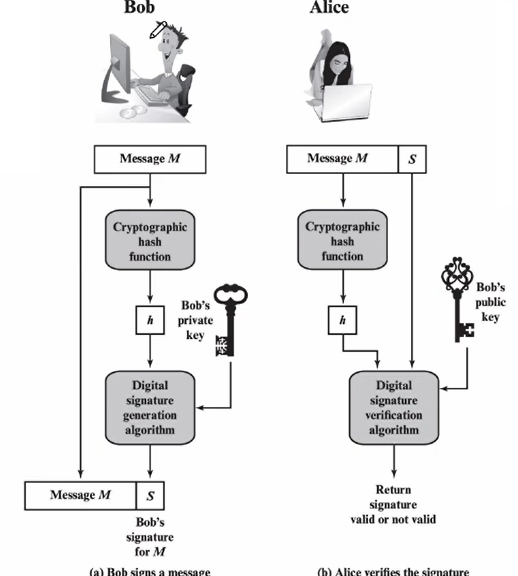 Bob
Alice
Message M
Cryptographic
hash
function
h
Bob's
private
key
Digital
signature
generation
algorithm
Message M
S
Bob's
signature
for M
(a) Bob signs a message
Message M
S
Cryptographic
hash
function
h
Bob's
public
key
Digital
signature
verification
algorithm
Return
signature
valid or not valid
(b) Alice verifies the signature